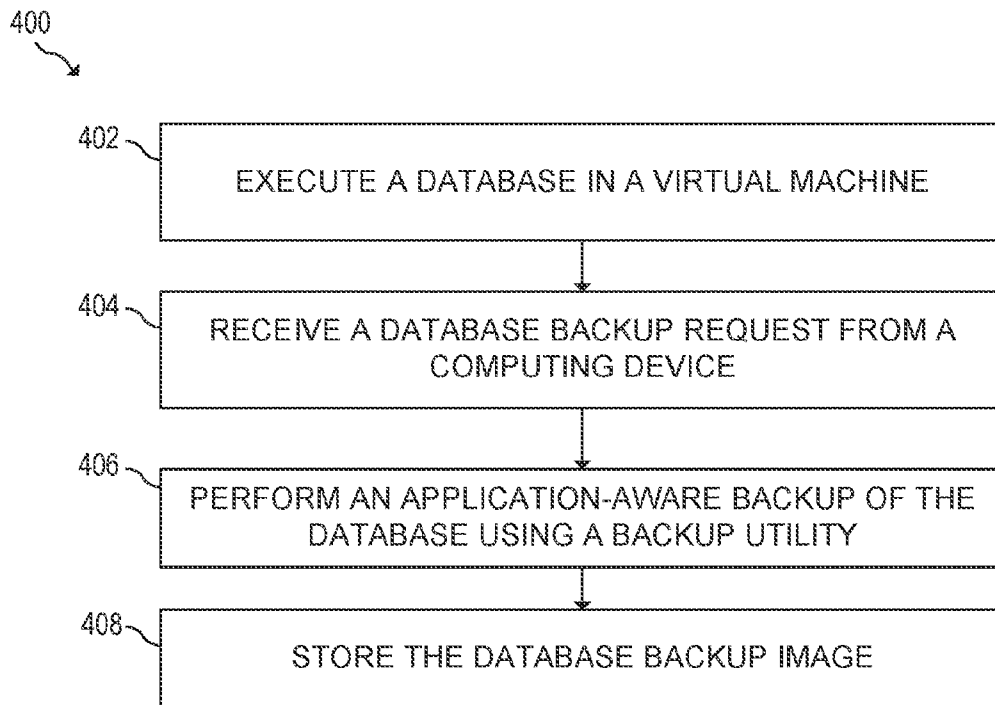 400
402
EXECUTE A DATABASE IN A VIRTUAL MACHINE
404
RECEIVE A DATABASE BACKUP REQUEST FROM A
COMPUTING DEVICE
406
PERFORM AN APPLICATION-AWARE BACKUP OF THE
DATABASE USING A BACKUP UTILITY
408
STORE THE DATABASE BACKUP IMAGE